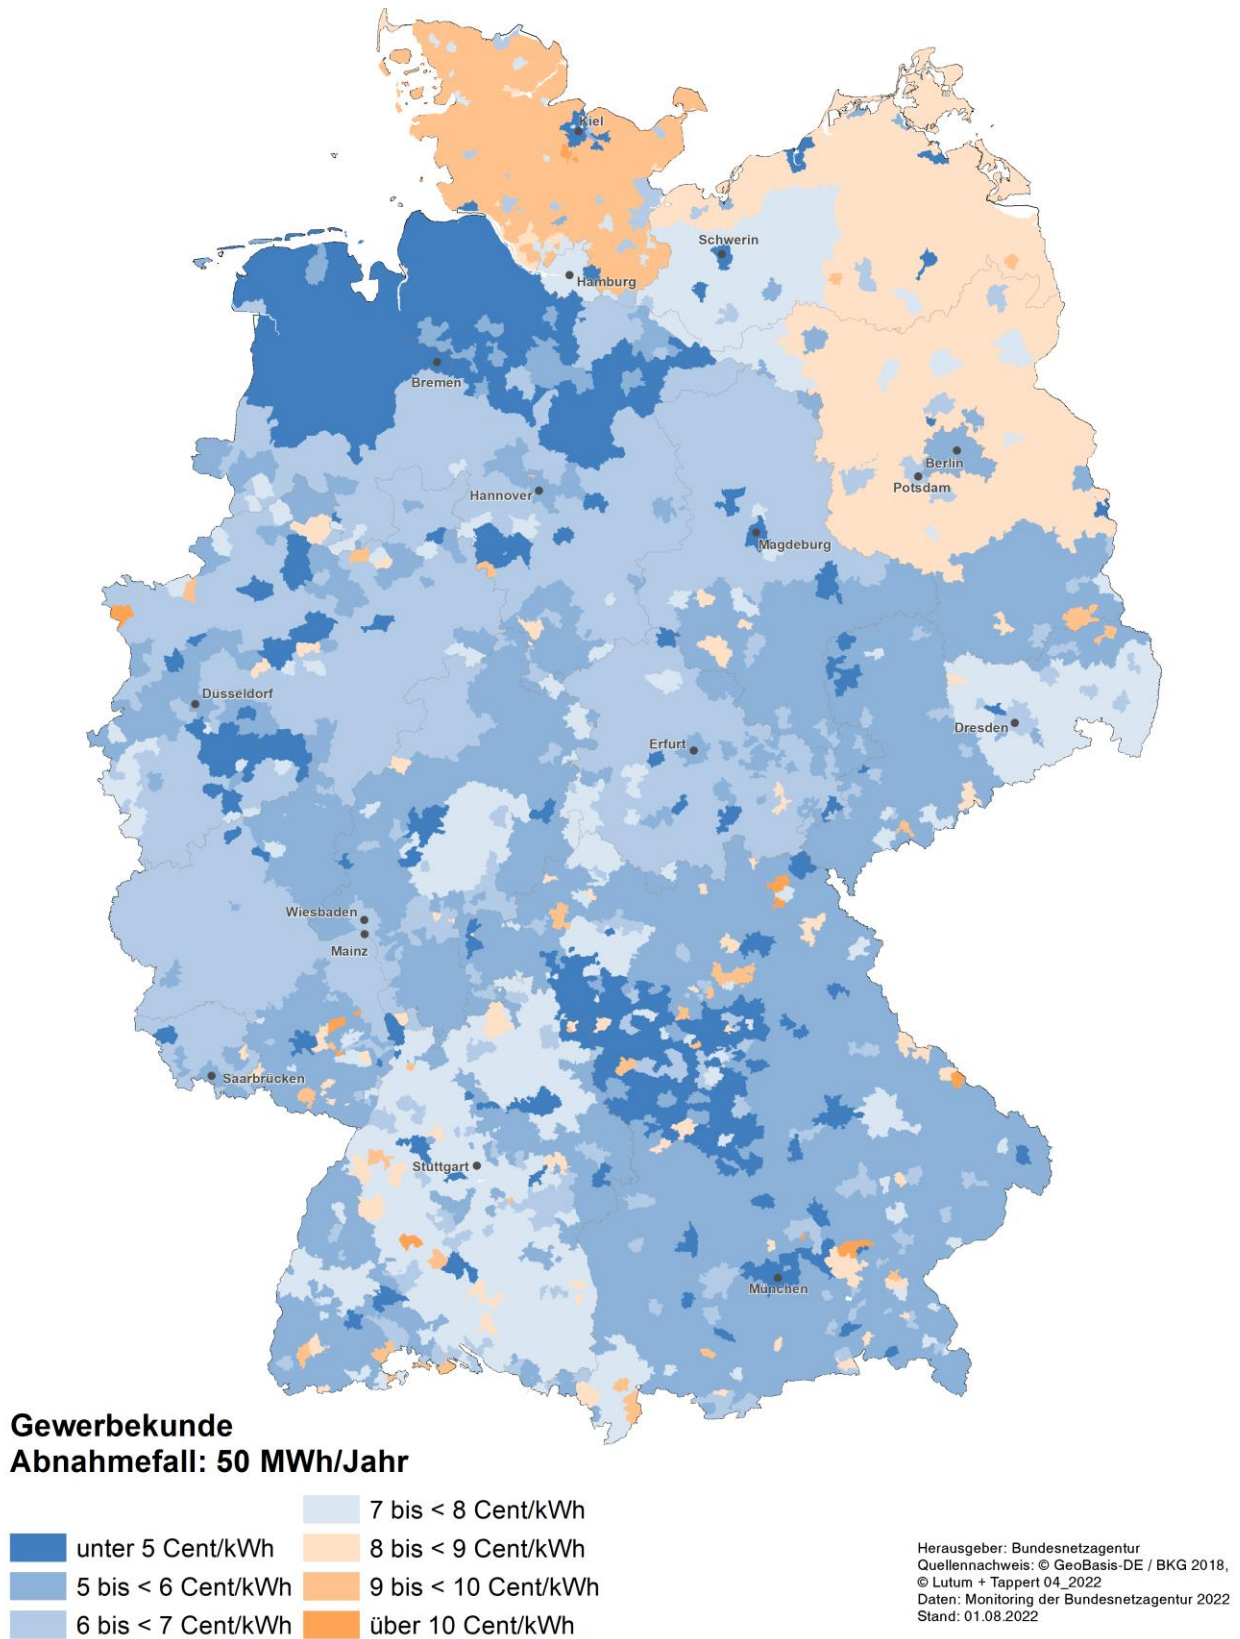 Kiel
Schwerin
Hamburg
Bremen
Berlin
Potsdam
Hannover
Magdeburg
Düsseldorf
Dresden
Erfurt
Wiesbaden
Mainz
Saarbrücken
Stuttgart
München
Gewerbekunde
Abnahmefall: 50 MWh/Jahr
unter 5 Cent/kWh
5 bis < 6 Cent/kWh
6 bis < 7 Cent/kWh
7 bis < 8 Cent/kWh
8 bis < 9 Cent/kWh
9 bis < 10 Cent/kWh
über 10 Cent/kWh
Herausgeber: Bundesnetzagentur
Quellennachweis: © GeoBasis-DE / BKG 2018,
© Lutum + Tappert 04_2022
Daten: Monitoring der Bundesnetzagentur 2022
Stand: 01.08.2022